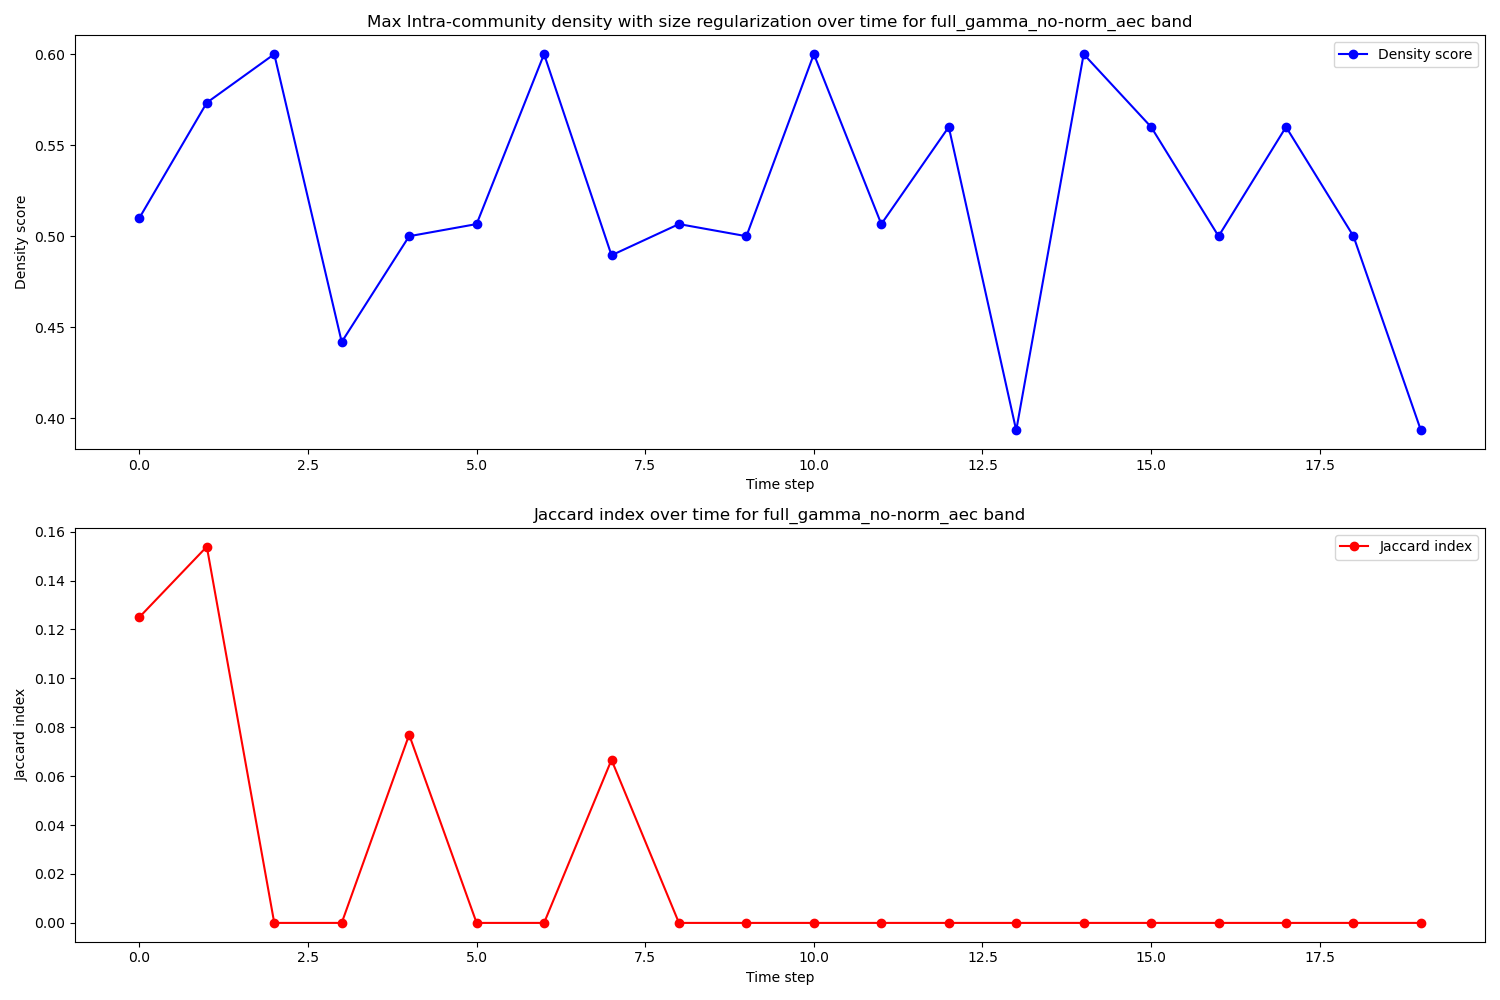 Max Intra-community density with size regularization over time for full_gamma_no-norm_aec band
Density score
0.60
0.55
0.50
0.45
0.40
Density score
0.0 2.5 5.0 7.5 10.0 12.5 15.0 17.5
Time step
Jaccard index over time for full_gamma_no-norm_aec band
Jaccard index
0.16
0.14
0.12
0.10
0.08
0.06
0.04
0.02
0.00
Jaccard index
0.0 2.5 5.0 7.5 10.0 12.5 15.0 17.5
Time step